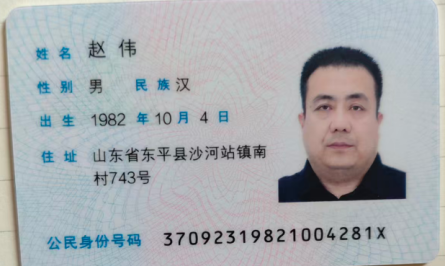 姓名 赵伟
性别 男 民族 汉
出生 1982 年 10 月 4 日
住址 山东省东平县沙河站镇南
村743号
公民身份号码 37092319821004281X